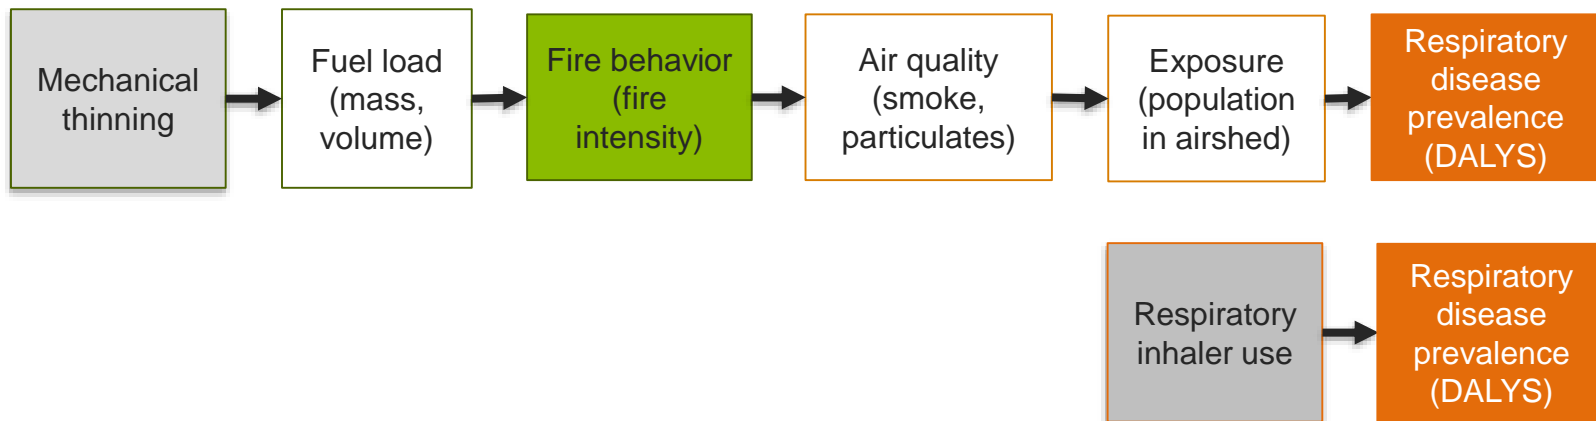 Mechanical
thinning
Fuel load
(mass,
volume)
Fire behavior
(fire
intensity)
Air quality
(smoke,
particulates)
Exposure
(population
in airshed)
Respiratory
disease
prevalence
(DALYS)
Respiratory
inhaler use
Respiratory
disease
prevalence
(DALYS)